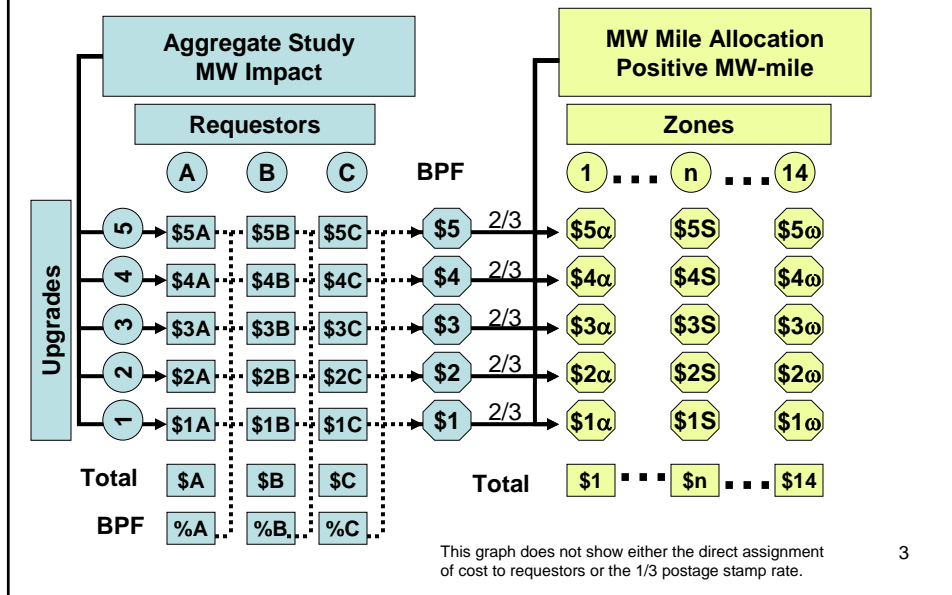 Aggregate Study
MW Impact
MW Mile Allocation
Positive MW-mile
Requestors
Zones
A B C BPF 1 n 14
Upgrades
5 $5A $5B $5C $5 2/3 $5α $5S $5ω
4 $4A $4B $4C $4 2/3 $4α $4S $4ω
3 $3A $3B $3C $3 2/3 $3α $3S $3ω
2 $2A $2B $2C $2 2/3 $2α $2S $2ω
1 $1A $1B $1C $1 2/3 $1α $1S $1ω
Total $A $B $C Total $1 $n $14
BPF %A %B %C
This graph does not show either the direct assignment
of cost to requestors or the 1/3 postage stamp rate.
3